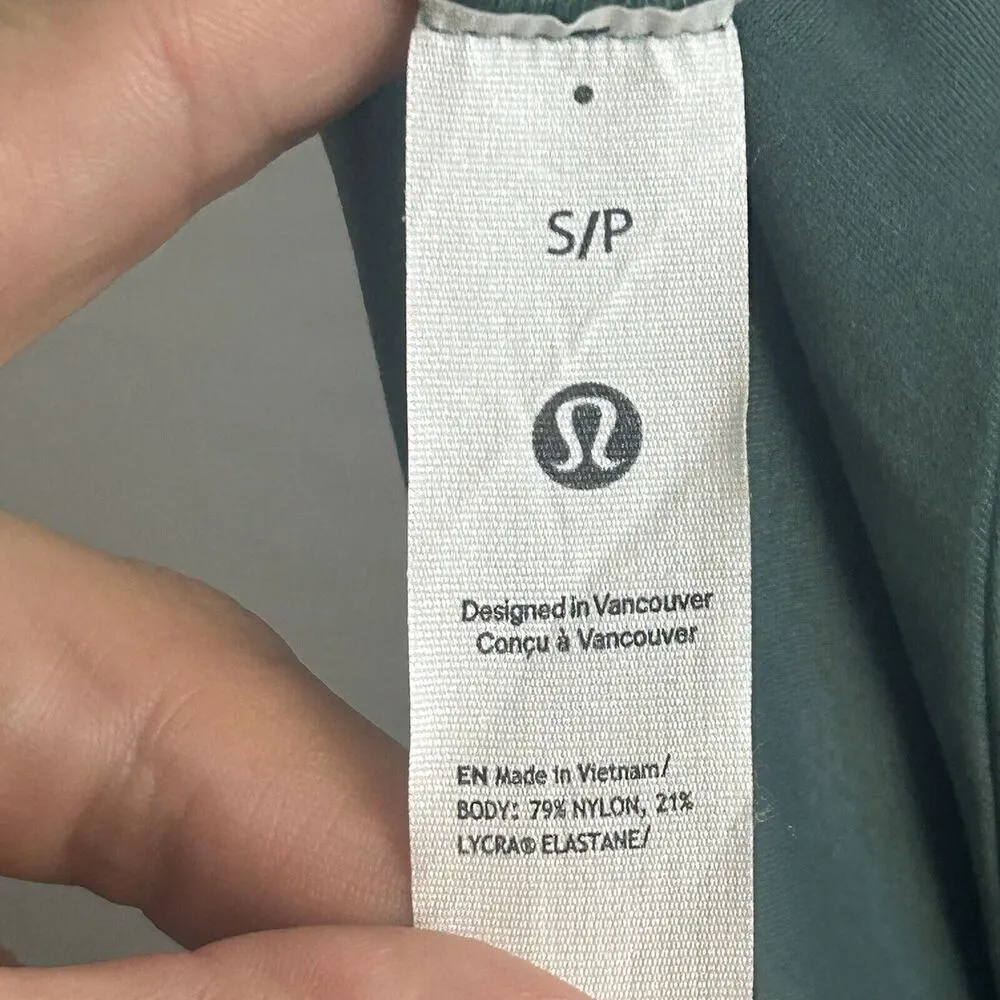 S/P
Designed in Vancouver
Conçu à Vancouver
EN Made in Vietnam/
BODY: 79% NYLON, 21%
LYCRA® ELASTANE/